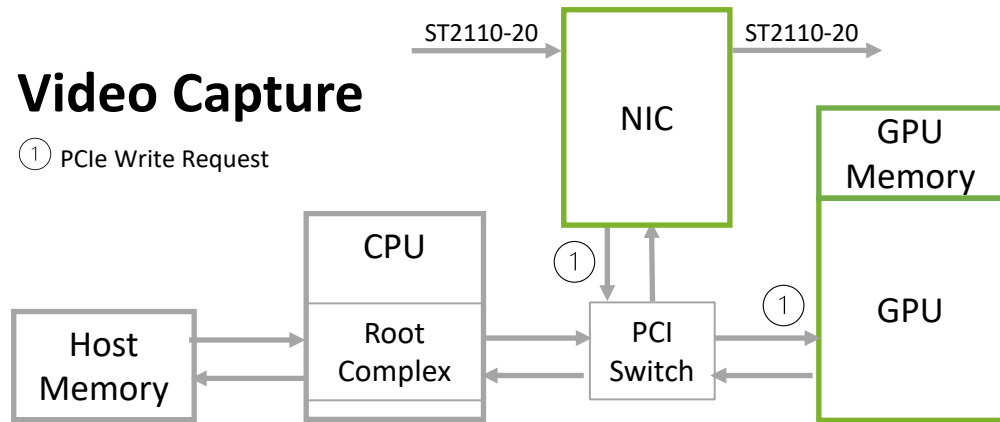 ST2110-20
ST2110-20
Video Capture
1 PCIe Write Request
NIC
GPU
Memory
CPU
1
1
GPU
Host
Memory
Root
Complex
PCI
Switch